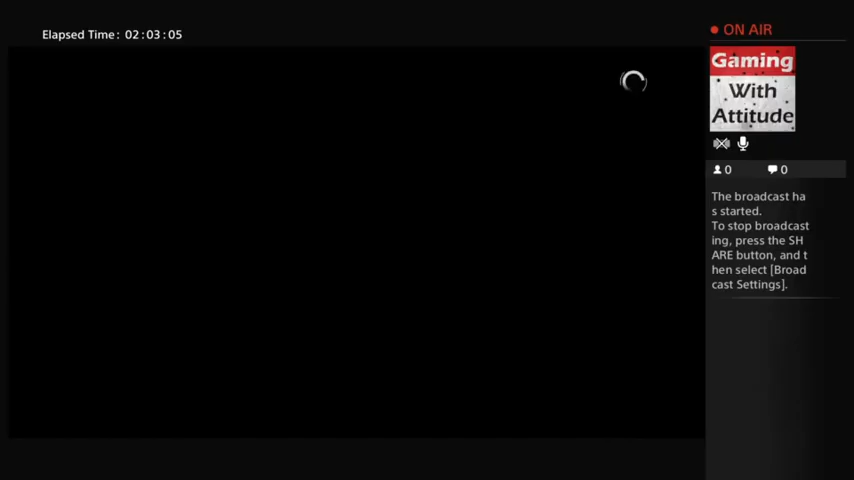 Elapsed Time: 02:03:05
ON AIR
Gaming
With
Attitude
0 0
The broadcast ha
s started.
To stop broadcast
ing, press the SH
ARE button, and t
hen select [Broad
cast Settings].